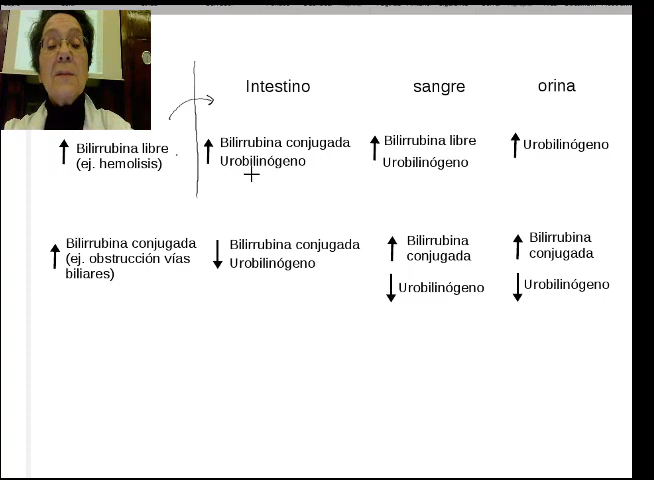 Intestino sangre orina
Bilirrubina libre
(ej. hemolisis)
Bilirrubina conjugada
Urobilinógeno
Bilirrubina libre
Urobilinógeno
Urobilinógeno
Bilirrubina conjugada
(ej. obstrucción vías
biliares)
Bilirrubina conjugada
Urobilinógeno
Bilirrubina
conjugada
Urobilinógeno
Bilirrubina
conjugada
Urobilinógeno